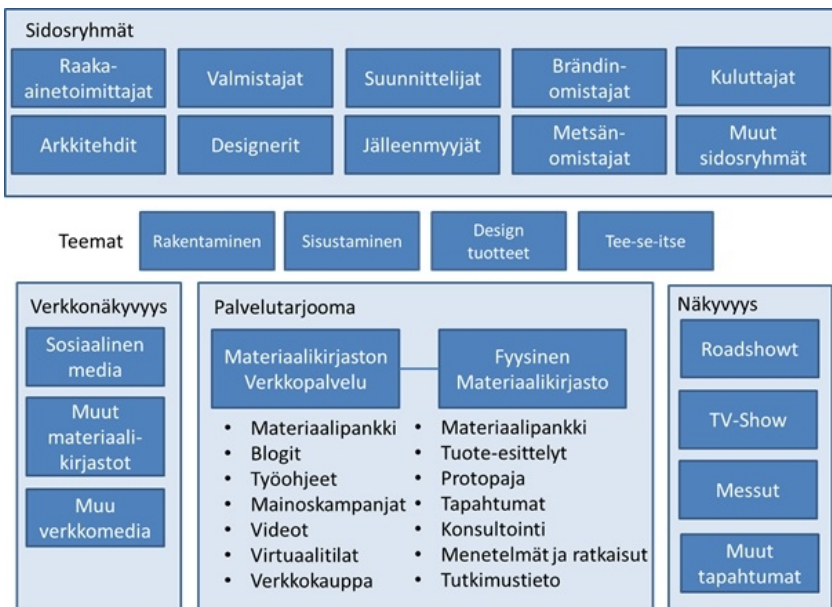 Sidosryhmät
Raaka-
ainetoimittajat
Valmistajat
Suunnittelijat
Brändin-
omistajat
Kuluttajat
Arkkitehdit
Designerit
Jälleenmyyjät
Metsän-
omistajat
Muut
sidosryhmät
Teemat
Rakentaminen
Sisustaminen
Design
tuotteet
Tee-se-itse
Verkkonäkyvyys
Sosiaalinen
media
Muut
materiaali-
kirjastot
Muu
verkkomedia
Palvelutarjooma
Materiaalikirjaston
Verkkopalvelu
• Materiaalipankki
• Blogit
• Työohjeet
• Mainoskampanjat
• Videot
• Virtuaalitilat
• Verkkokauppa
Fyysinen
Materiaalikirjasto
• Materiaalipankki
• Tuote-esittelyt
• Protopaja
• Tapahtumat
• Konsultointi
• Menetelmät ja ratkaisut
• Tutkimustieto
Näkyvyys
Roadshowt
TV-Show
Messut
Muut
tapahtumat